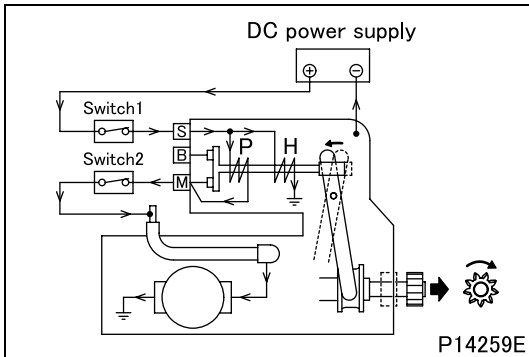 DC power supply
⊕ ⊖
Switch1
S
B
P H
Switch2
M
P14259E